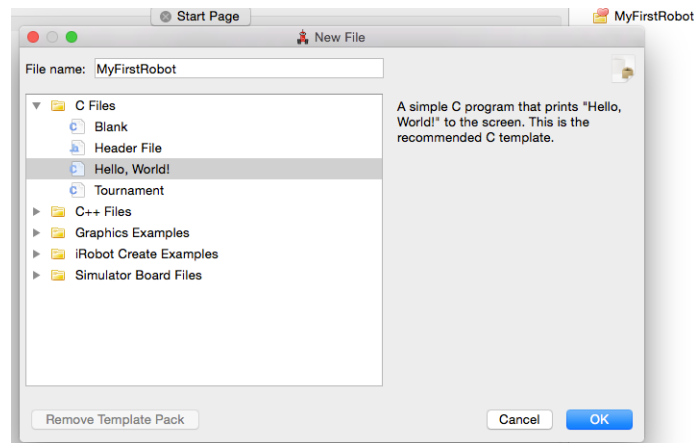 Start Page
MyFirstRobot
New File
File name: MyFirstRobot
C Files
Blank
Header File
Hello, World!
Tournament
C++ Files
Graphics Examples
iRobot Create Examples
Simulator Board Files
A simple C program that prints "Hello,
World!" to the screen. This is the
recommended C template.
Remove Template Pack
Cancel
OK